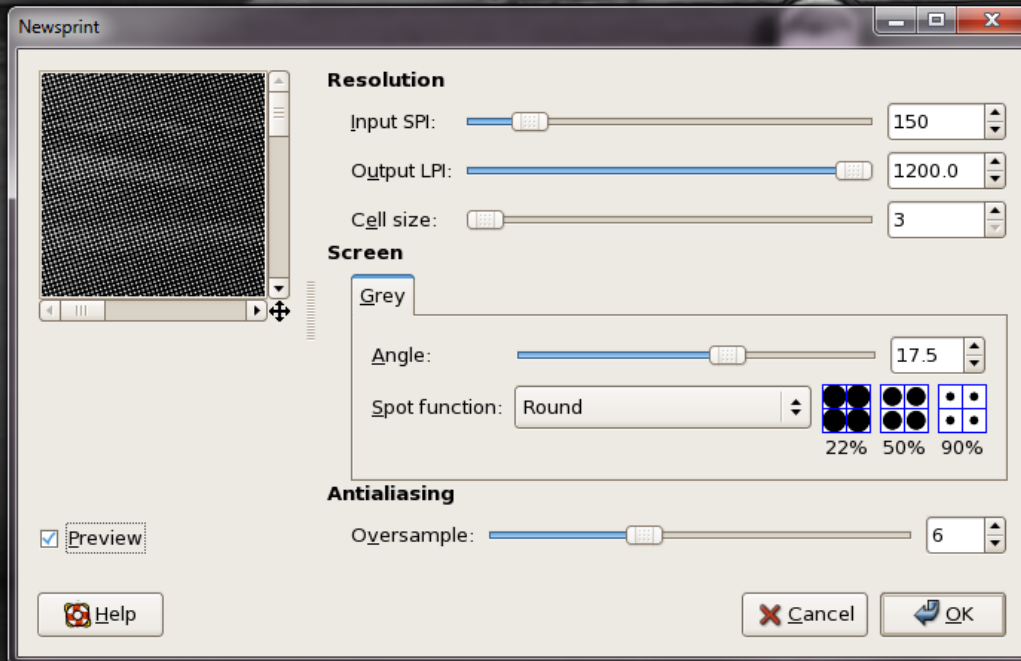 Newsprint
Resolution
Input SPI: 150
Output LPI: 1200.0
Cell size: 3
Screen
Grey
Angle: 17.5
Spot function: Round
22% 50% 90%
Antialiasing
Preview
Oversample: 6
Help
Cancel
OK